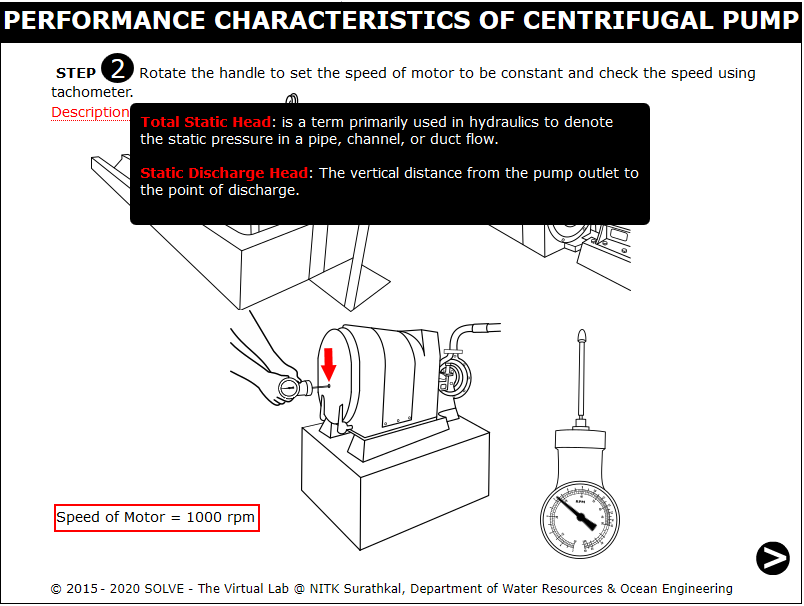 PERFORMANCE CHARACTERISTICS OF CENTRIFUGAL PUMP
STEP 2 Rotate the handle to set the speed of motor to be constant and check the speed using
tachometer.
Description
Total Static Head: is a term primarily used in hydraulics to denote
the static pressure in a pipe, channel, or duct flow.
Static Discharge Head: The vertical distance from the pump outlet to
the point of discharge.
RPM
Speed of Motor = 1000 rpm
© 2015 - 2020 SOLVE - The Virtual Lab @ NITK Surathkal, Department of Water Resources & Ocean Engineering